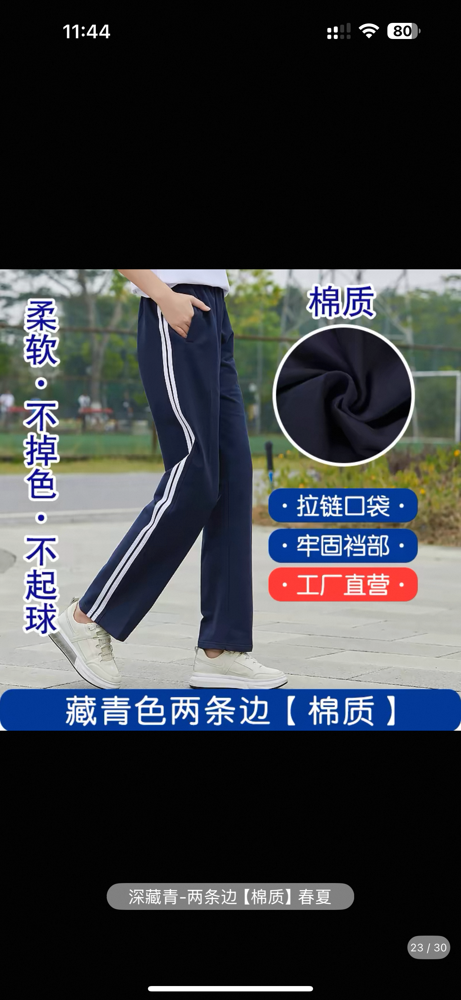 11:44
80
棉质
柔软·不掉色·不起球
·拉链口袋·
·牢固裆部·
·工厂直营·
藏青色两条边【棉质】
深藏青-两条边【棉质】春夏
23 / 30